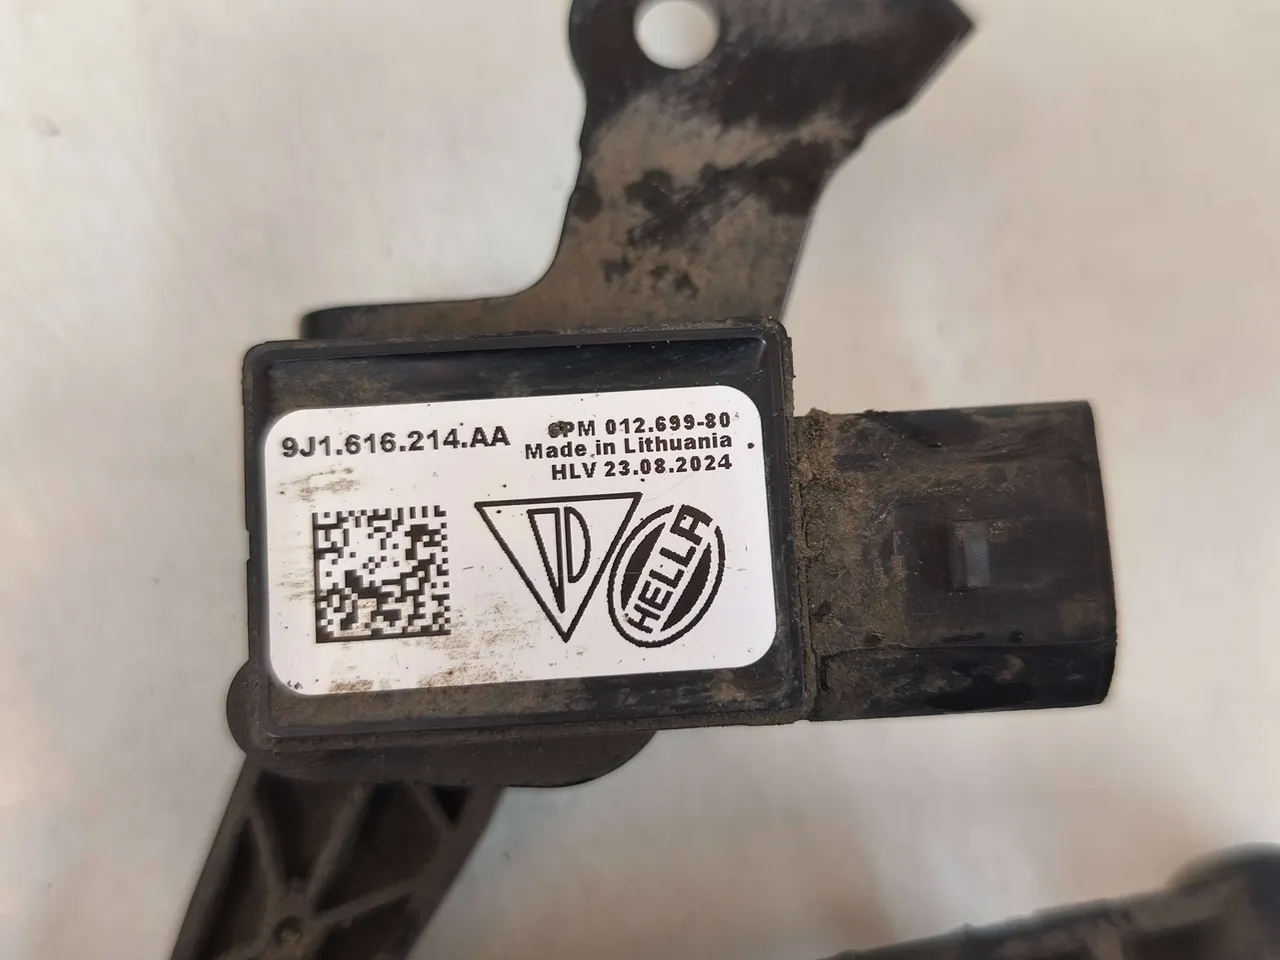 9J1.616.214.AA
6PM 012.699-80
Made in Lithuania
HLV 23.08.2024
HELLA